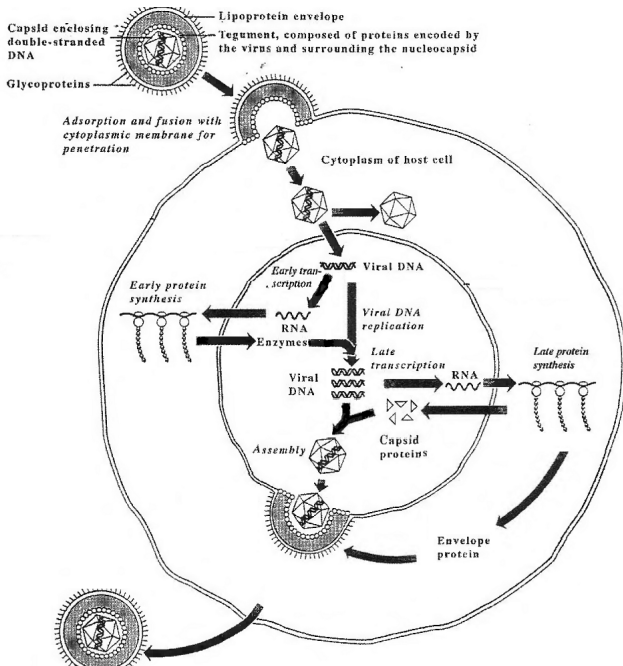 Lipoprotein envelope
Capsid enclosing
double-stranded
DNA
Tegument, composed of proteins encoded by
the virus and surrounding the nucleocapsid
Glycoproteins
Adsorption and fusion with
cytoplasmic membrane for
penetration
Cytoplasm of host cell
Viral DNA
Early tran-
scription
Early protein
synthesis
RNA
Enzymes
Viral DNA
replication
Late
transcription
RNA
Late protein
synthesis
Viral
DNA
Capsid
proteins
Assembly
Envelope
protein